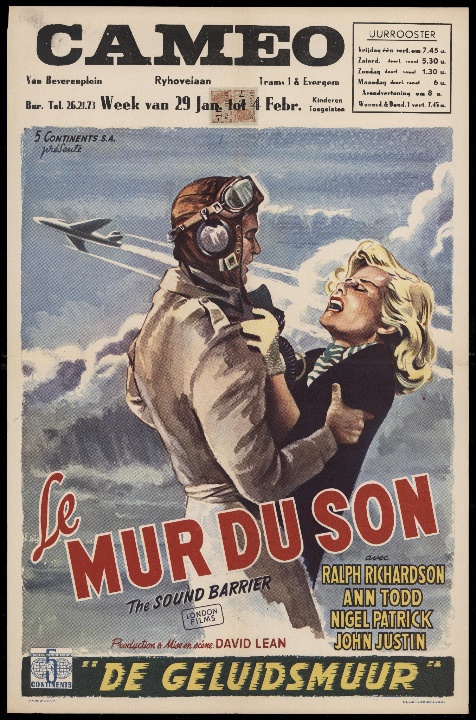 CAMEO
Van Beverenplein Ryhovelaan Trams 1 & Evergem
Bur. Tel. 26.21.73 Week van 29 Jan. tot 4 Febr. Kinderen Toegelaten
UURROOSTER
Vrijdag één vert. om 7.45 u.
Zaterd. doorl. vanaf 5.30 u.
Zondag doorl. vanaf 1.30 u.
Maandag doorl. vanaf 6 u.
Avondvertoning om 8 u.
Woensd. & Dond. 1 vert. 7.45 u.
5 CONTINENTS S.A.
présente
Le
MUR DU SON
The SOUND BARRIER
LONDON FILMS
avec
RALPH RICHARDSON
ANN TODD
NIGEL PATRICK
JOHN JUSTIN
Production & Mise en scène: DAVID LEAN
5
CONTINENTS
"DE GELUIDSMUUR"